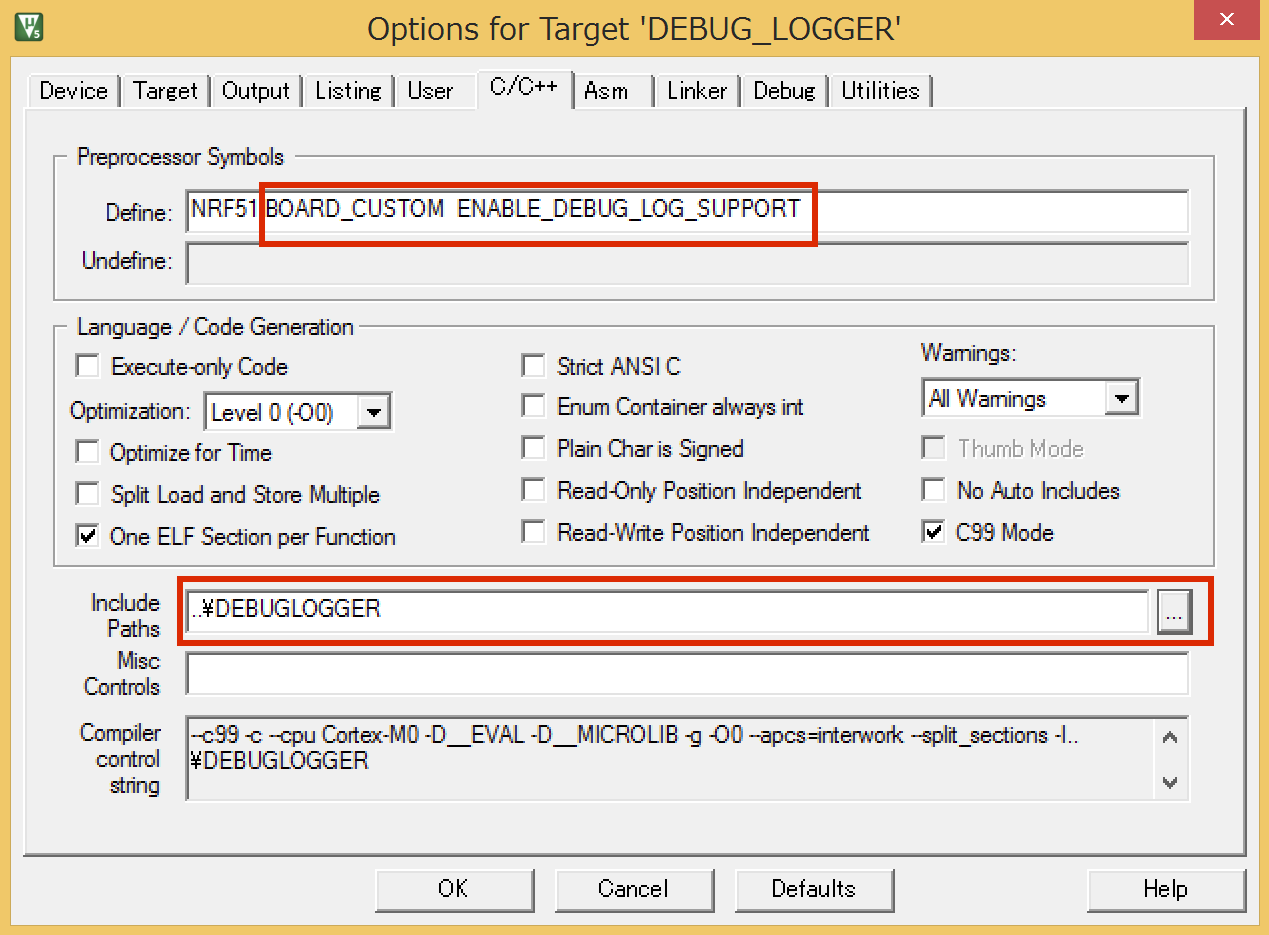 Options for Target 'DEBUG_LOGGER'
Device Target Output Listing User C/C++ Asm Linker Debug Utilities
Preprocessor Symbols
Define: NRF51 BOARD_CUSTOM ENABLE_DEBUG_LOG_SUPPORT
Undefine:
Language / Code Generation
Execute-only Code
Optimization: Level 0 (-O0)
Optimize for Time
Split Load and Store Multiple
One ELF Section per Function
Strict ANSI C
Enum Container always int
Plain Char is Signed
Read-Only Position Independent
Read-Write Position Independent
Warnings:
All Warnings
Thumb Mode
No Auto Includes
C99 Mode
Include
Paths
..¥DEBUGLOGGER
...
Misc
Controls
Compiler
control
string
--c99 -c --cpu Cortex-M0 -D__EVAL -D__MICROLIB -g -O0 --apcs=interwork --split_sections -I..
¥DEBUGLOGGER
OK Cancel Defaults Help